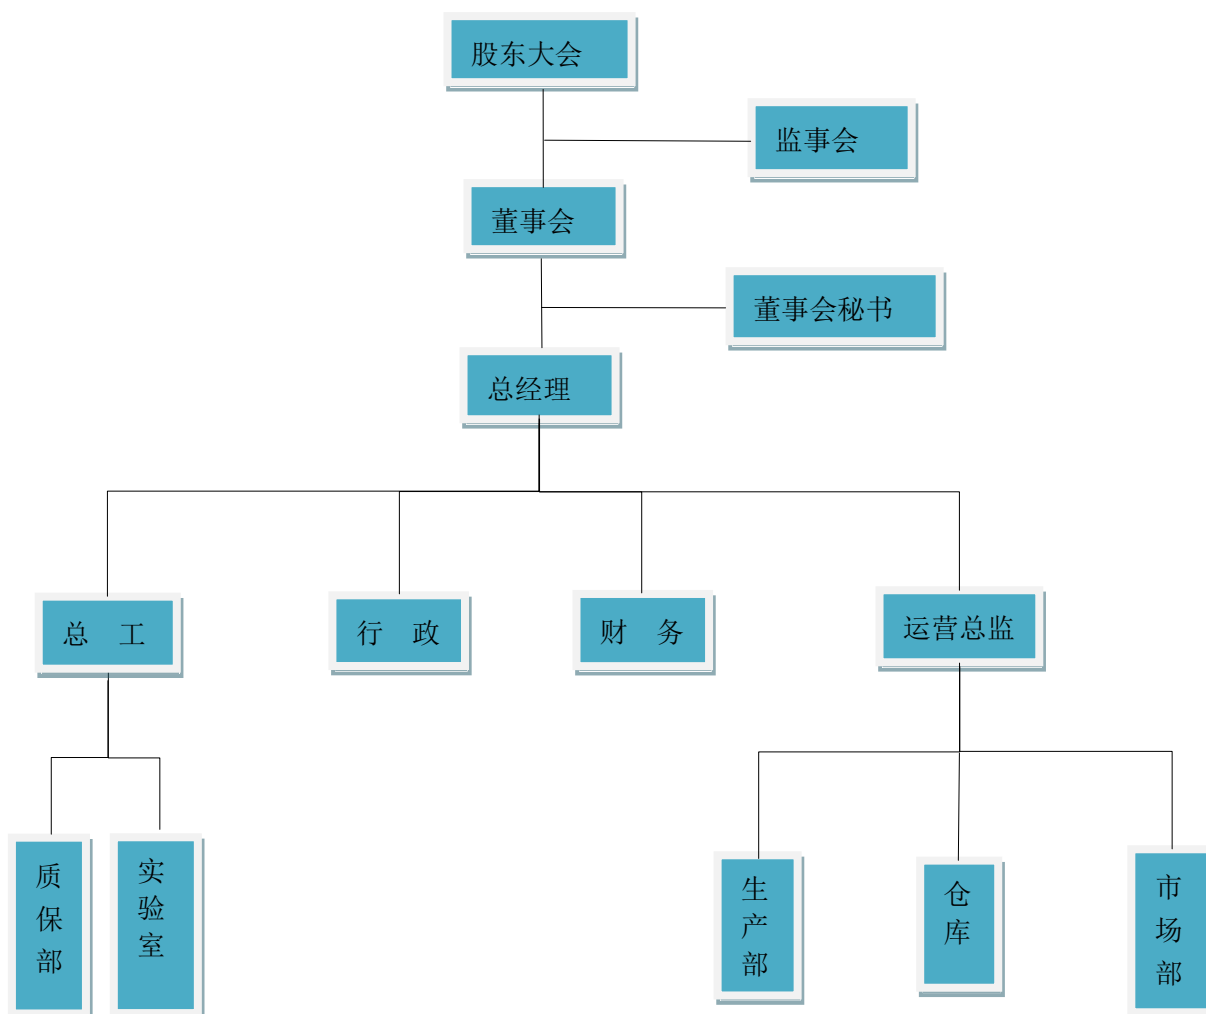 股东大会
监事会
董事会
董事会秘书
总经理
总　工
行　政
财　务
运营总监
质保部
实验室
生产部
仓库
市场部